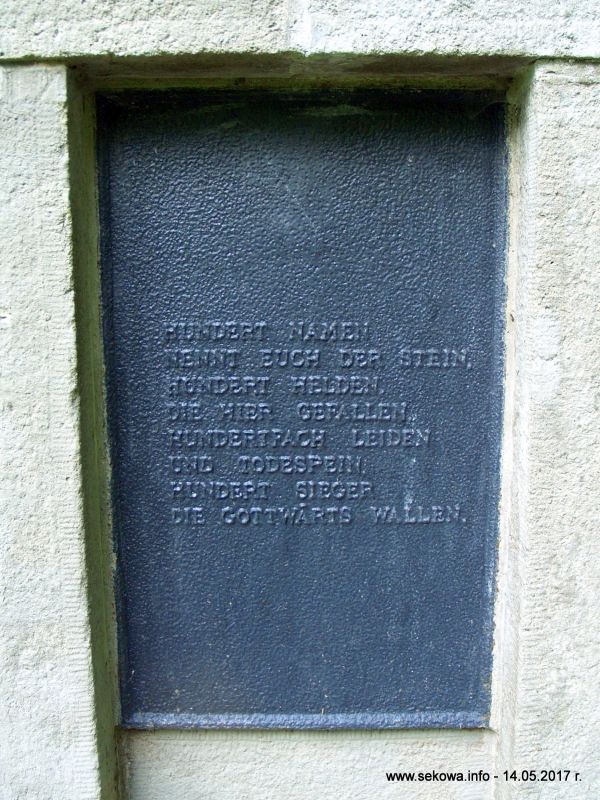 HUNDERT NAMEN
NENNT EUCH DER STEIN,
HUNDERT HELDEN,
DIE HIER GEFALLEN,
HUNDERTFACH LEIDEN
UND TODESPEIN,
HUNDERT SIEGER
DIE GOTTWÄRTS WALLEN.
www.sekowa.info - 14.05.2017 r.